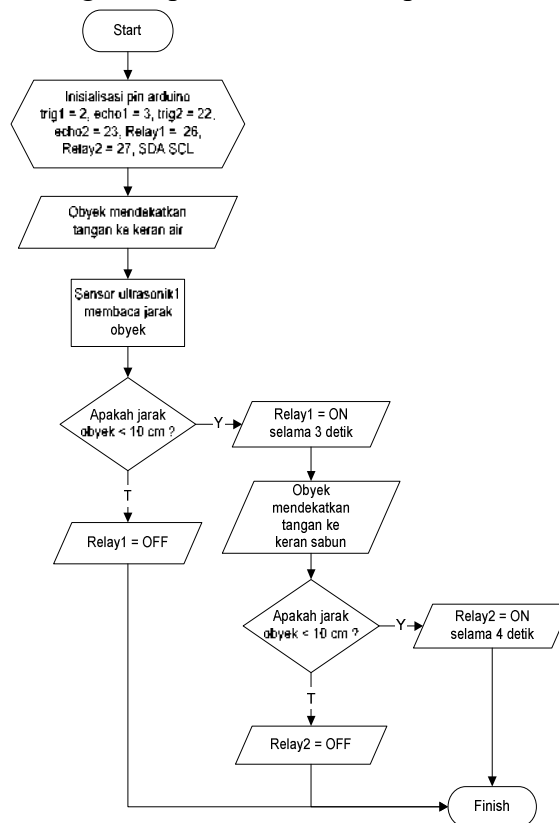 Start
Inisialisasi pin arduino
trig1 = 2, echo1 = 3, trig2 = 22,
echo2 = 23, Relay1 = 26,
Relay2 = 27, SDA SCL
Obyek mendekatkan
tangan ke keran air
Sensor ultrasonik1
membaca jarak
obyek
Apakah jarak
obyek < 10 cm ?
Y
Relay1 = ON
selama 3 detik
T
Relay1 = OFF
Obyek
mendekatkan
tangan ke
keran sabun
Apakah jarak
obyek < 10 cm ?
Y
Relay2 = ON
selama 4 detik
T
Relay2 = OFF
Finish